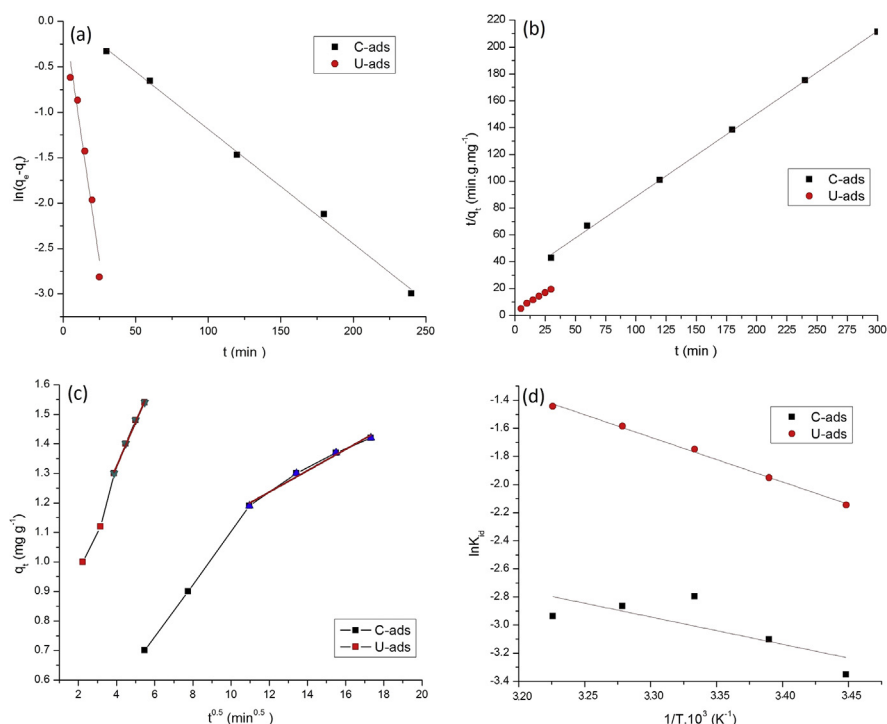 (a)
C-ads
U-ads
0.0
-0.5
-1.0
-1.5
-2.0
-2.5
-3.0
ln(qe-qt)
0 50 100 150 200 250
t (min )
(b)
C-ads
U-ads
220
200
180
160
140
120
100
80
60
40
20
0
t/qt (min.g.mg-1)
0 25 50 75 100 125 150 175 200 225 250 275 300
t (min )
(c)
C-ads
U-ads
1.6
1.5
1.4
1.3
1.2
1.1
1.0
0.9
0.8
0.7
0.6
qt (mg g-1)
2 4 6 8 10 12 14 16 18 20
t0.5 (min0.5)
(d)
C-ads
U-ads
-1.4
-1.6
-1.8
-2.0
-2.2
-2.4
-2.6
-2.8
-3.0
-3.2
-3.4
lnKid
3.20 3.25 3.30 3.35 3.40 3.45
1/T.103 (K-1)